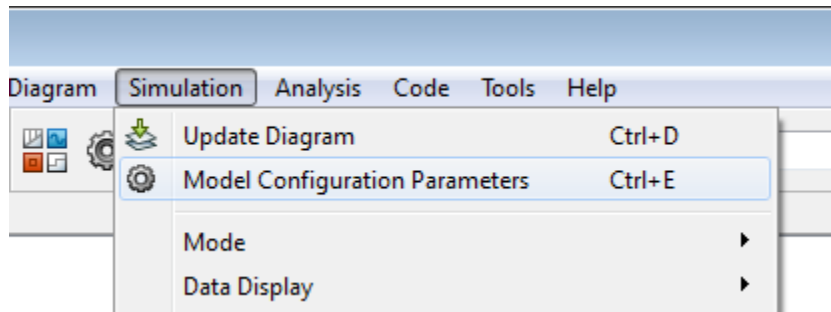 Diagram Simulation Analysis Code Tools Help
Update Diagram Ctrl+D
Model Configuration Parameters Ctrl+E
Mode
Data Display